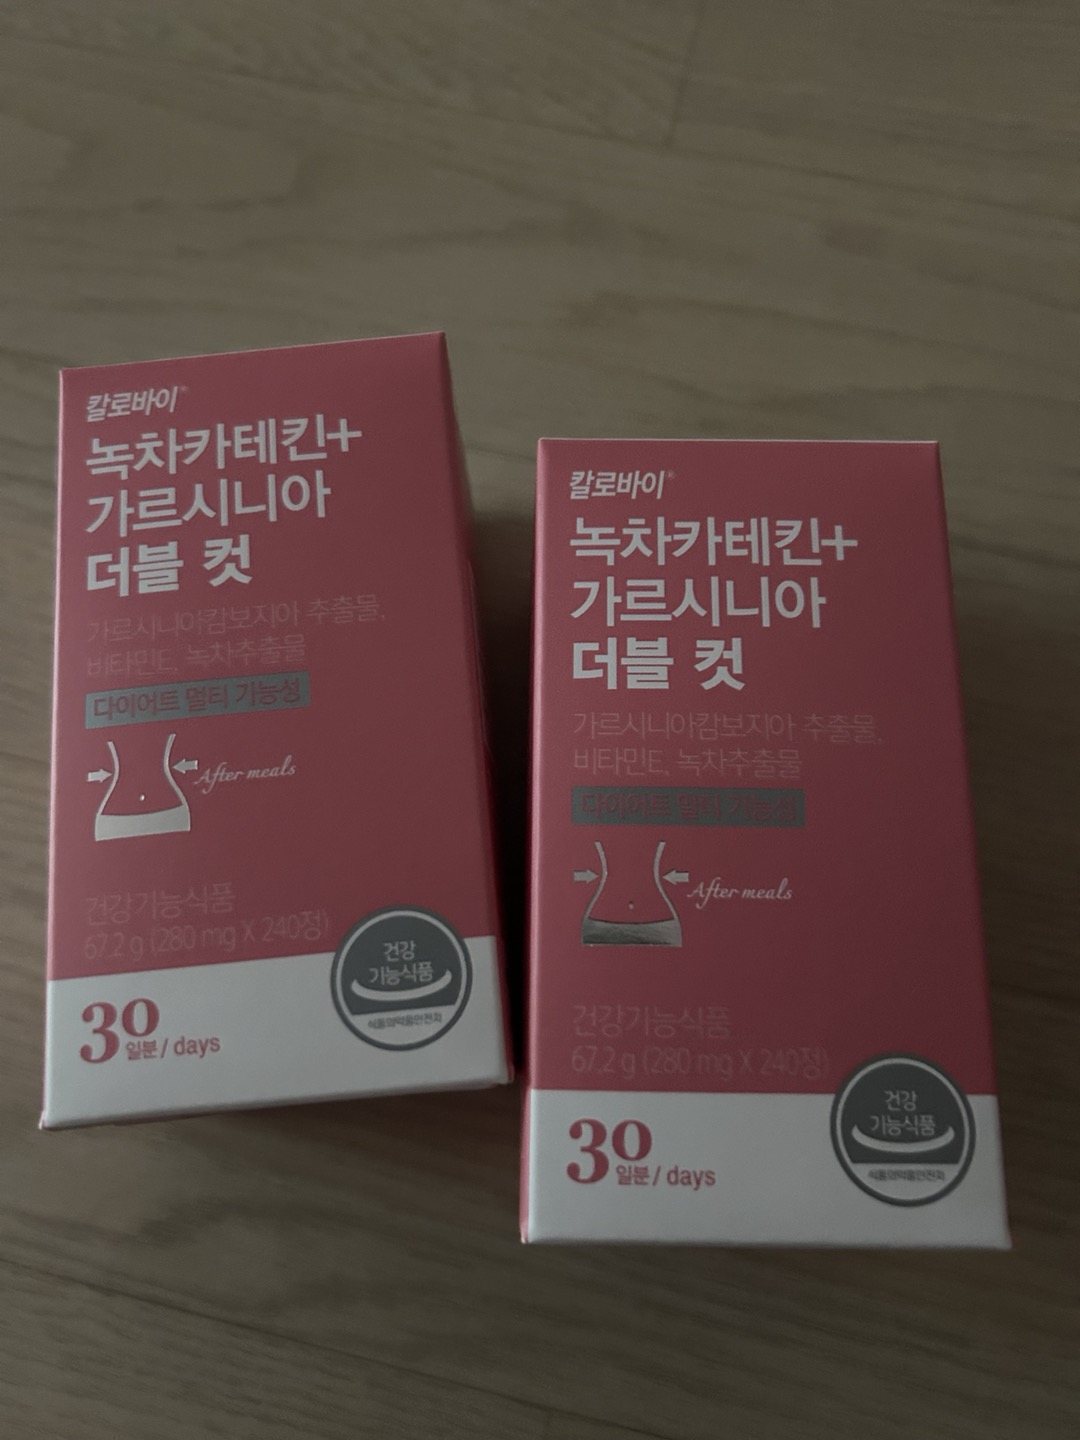 칼로바이®
녹차카테킨+
가르시니아
더블 컷
가르시니아캄보지아 추출물,
비타민E, 녹차추출물
다이어트 멀티 기능성
After meals
건강기능식품
67.2 g (280 mg X 240정)
건강
기능식품
식품의약품안전처
30일분 / days
칼로바이®
녹차카테킨+
가르시니아
더블 컷
가르시니아캄보지아 추출물,
비타민E, 녹차추출물
다이어트 멀티 기능성
After meals
건강기능식품
67.2 g (280 mg X 240정)
건강
기능식품
식품의약품안전처
30일분 / days